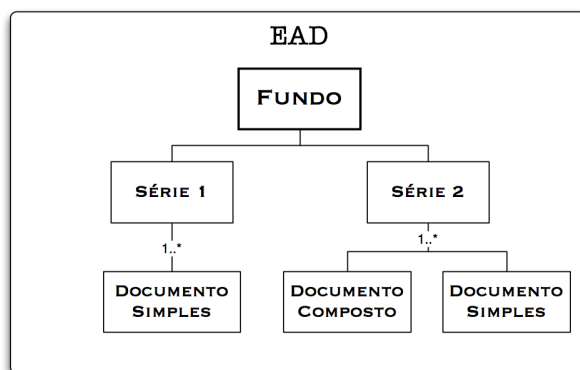 EAD
FUNDO
SÉRIE 1
SÉRIE 2
1..*
1..*
DOCUMENTO
SIMPLES
DOCUMENTO
COMPOSTO
DOCUMENTO
SIMPLES